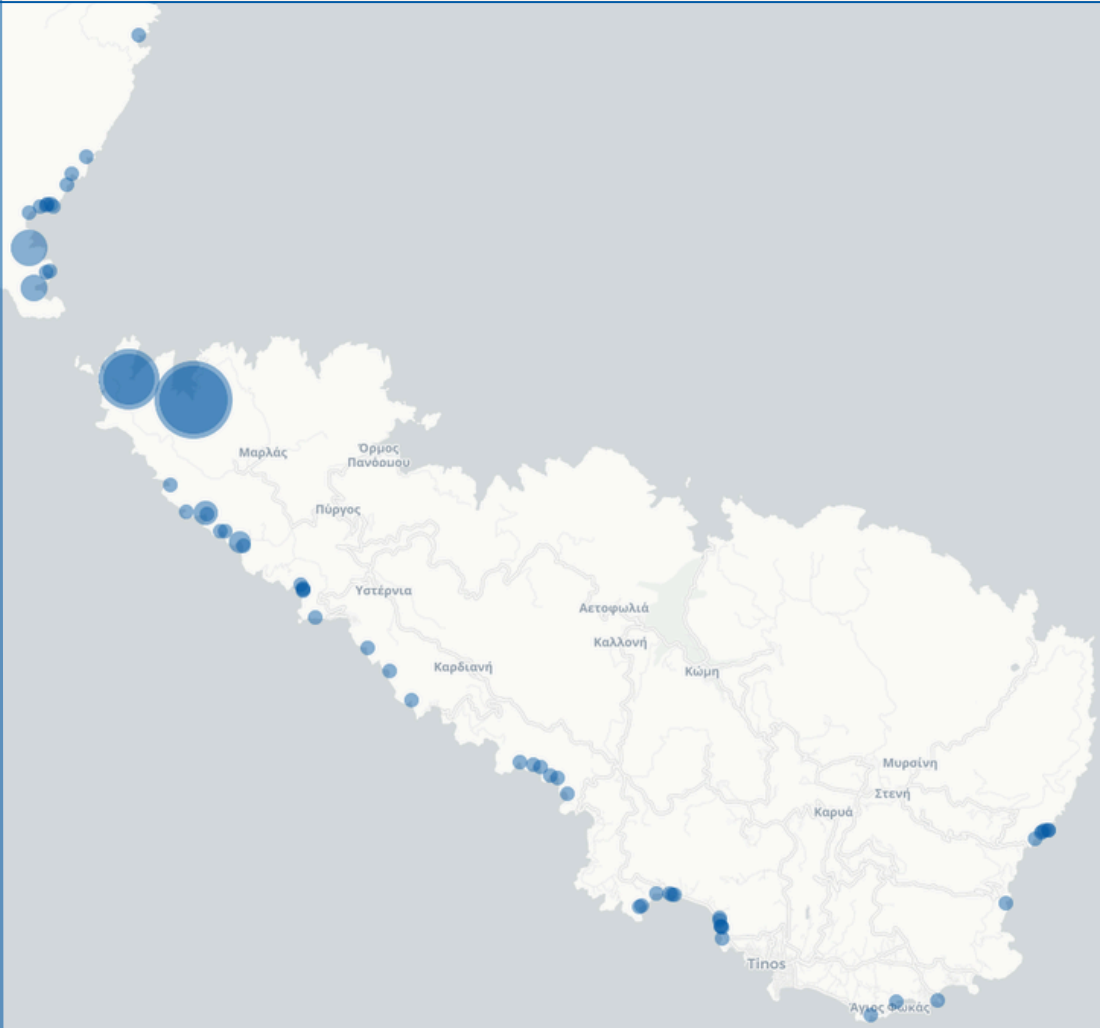 Μαρλάς
Όρμος
Πανόρμου
Πύργος
Υστέρνια
Αετοφωλιά
Καλλονή
Καρδιανή
Κώμη
Μυρσίνη
Στενή
Καρυά
Tinos
Άγιος Φωκάς